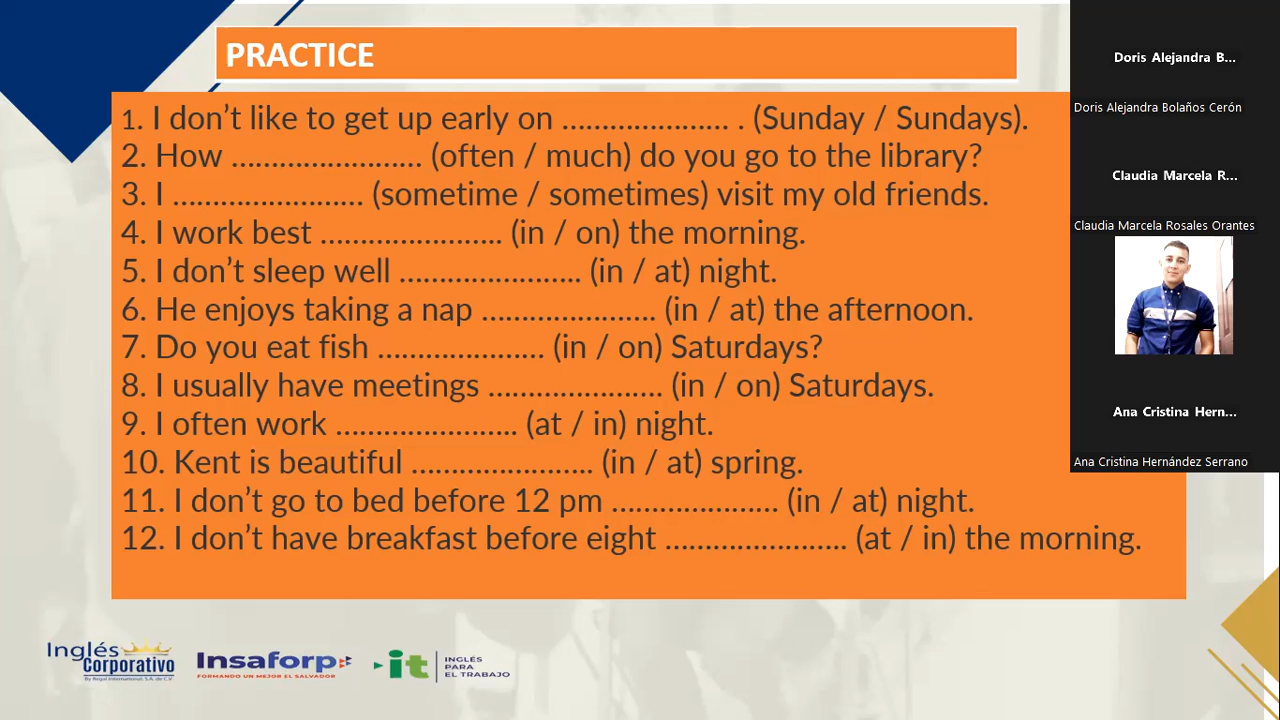 PRACTICE
1. I don’t like to get up early on ………………… . (Sunday / Sundays).
2. How …………………… (often / much) do you go to the library?
3. I …………………… (sometime / sometimes) visit my old friends.
4. I work best ………………….. (in / on) the morning.
5. I don’t sleep well ………………….. (in / at) night.
6. He enjoys taking a nap …………………. (in / at) the afternoon.
7. Do you eat fish ………………… (in / on) Saturdays?
8. I usually have meetings …………………. (in / on) Saturdays.
9. I often work ………………….. (at / in) night.
10. Kent is beautiful ………………….. (in / at) spring.
11. I don’t go to bed before 12 pm ………………… (in / at) night.
12. I don’t have breakfast before eight ………………….. (at / in) the morning.
Doris Alejandra B...
Doris Alejandra Bolaños Cerón
Claudia Marcela R...
Claudia Marcela Rosales Orantes
Ana Cristina Hern...
Ana Cristina Hernández Serrano
Inglés
Corporativo
By Regal International, S.A. de C.V
Insaforp
FORMANDO UN MEJOR EL SALVADOR
it
INGLÉS
PARA
EL TRABAJO